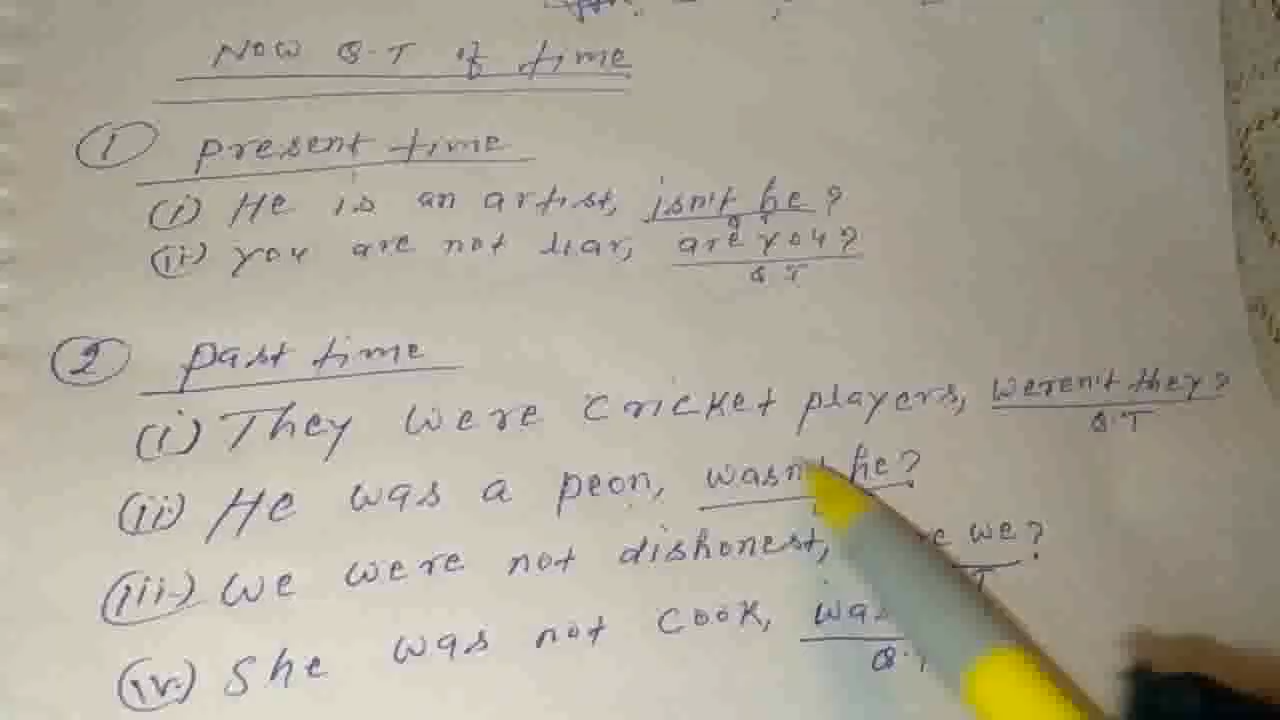 Now Q.T of time
① present time
(i) He is an artist, isn't he?
(ii) you are not liar, are you?
Q T
Q T
② past time
(i) They were cricket players, weren't they?
Q.T
(ii) He was a peon, wasn't he?
(iii) we were not dishonest, we?
T
(iv) She was not cook, was
Q.T